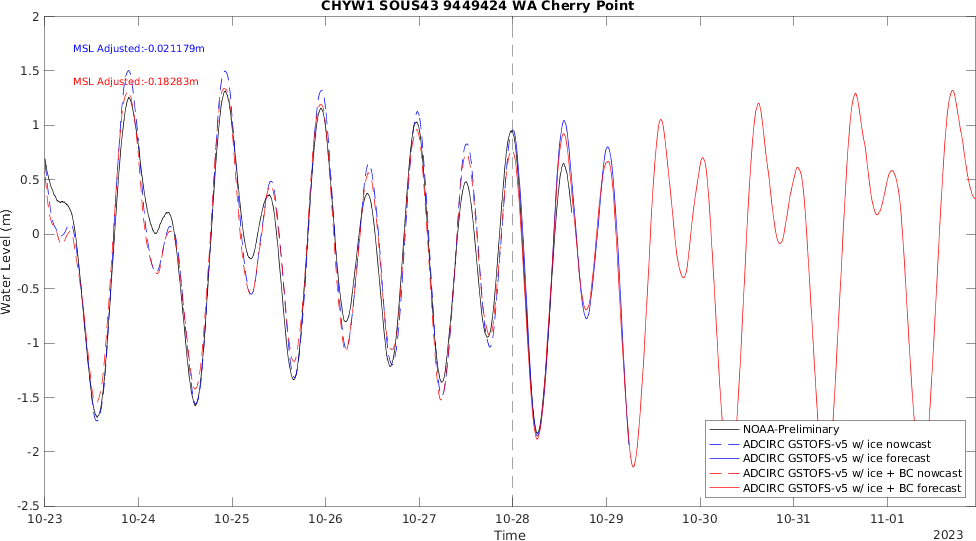 CHYW1 SOUS43 9449424 WA Cherry Point
MSL Adjusted:-0.021179m
MSL Adjusted:-0.18283m
Water Level (m)
2
1.5
1
0.5
0
-0.5
-1
-1.5
-2
-2.5
NOAA-Preliminary
ADCIRC GSTOFS-v5 w/ ice nowcast
ADCIRC GSTOFS-v5 w/ ice forecast
ADCIRC GSTOFS-v5 w/ ice + BC nowcast
ADCIRC GSTOFS-v5 w/ ice + BC forecast
10-23 10-24 10-25 10-26 10-27 10-28 10-29 10-30 10-31 11-01
Time
2023